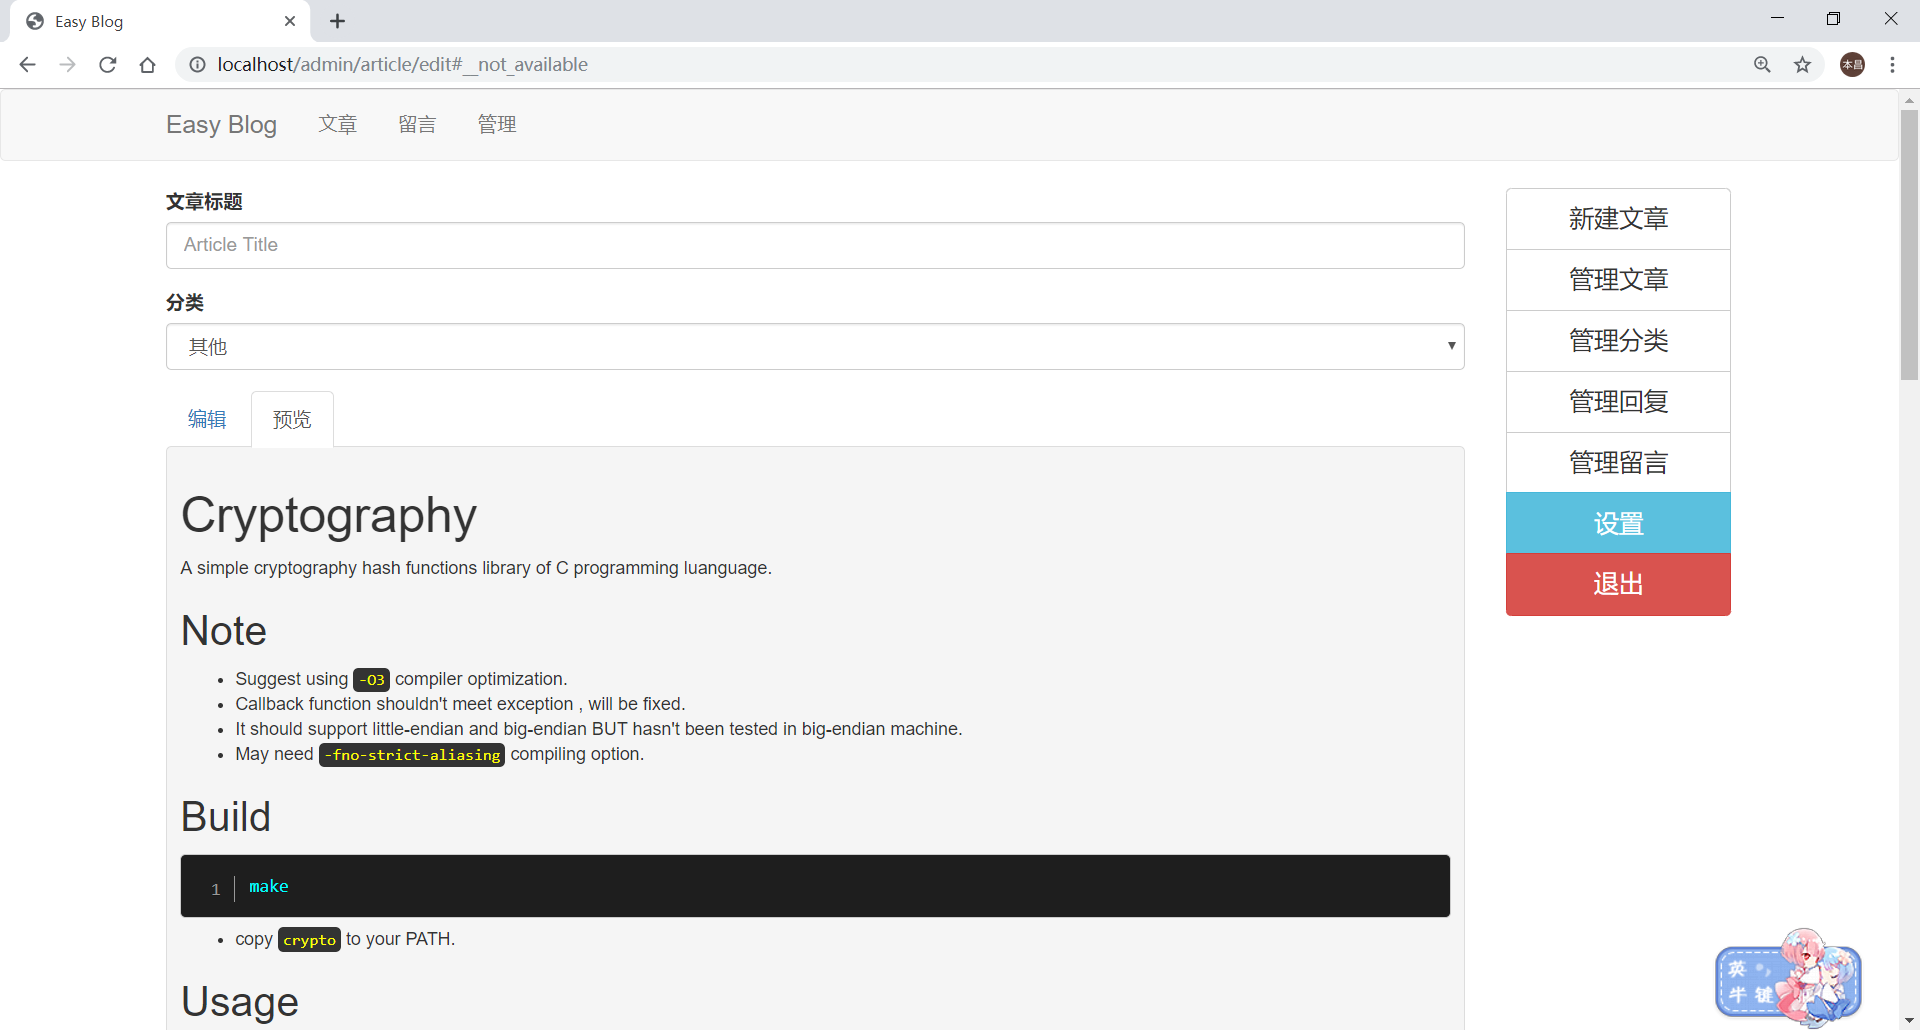 Easy Blog
localhost/admin/article/edit#__not_available
本昌
Easy Blog 文章 留言 管理
文章标题
Article Title
分类
其他
编辑 预览
Cryptography
A simple cryptography hash functions library of C programming luanguage.
Note
Suggest using -O3 compiler optimization.
Callback function shouldn't meet exception , will be fixed.
It should support little-endian and big-endian BUT hasn't been tested in big-endian machine.
May need -fno-strict-aliasing compiling option.
Build
1 make
copy crypto to your PATH.
Usage
新建文章
管理文章
管理分类
管理回复
管理留言
设置
退出
英 ,
半 键